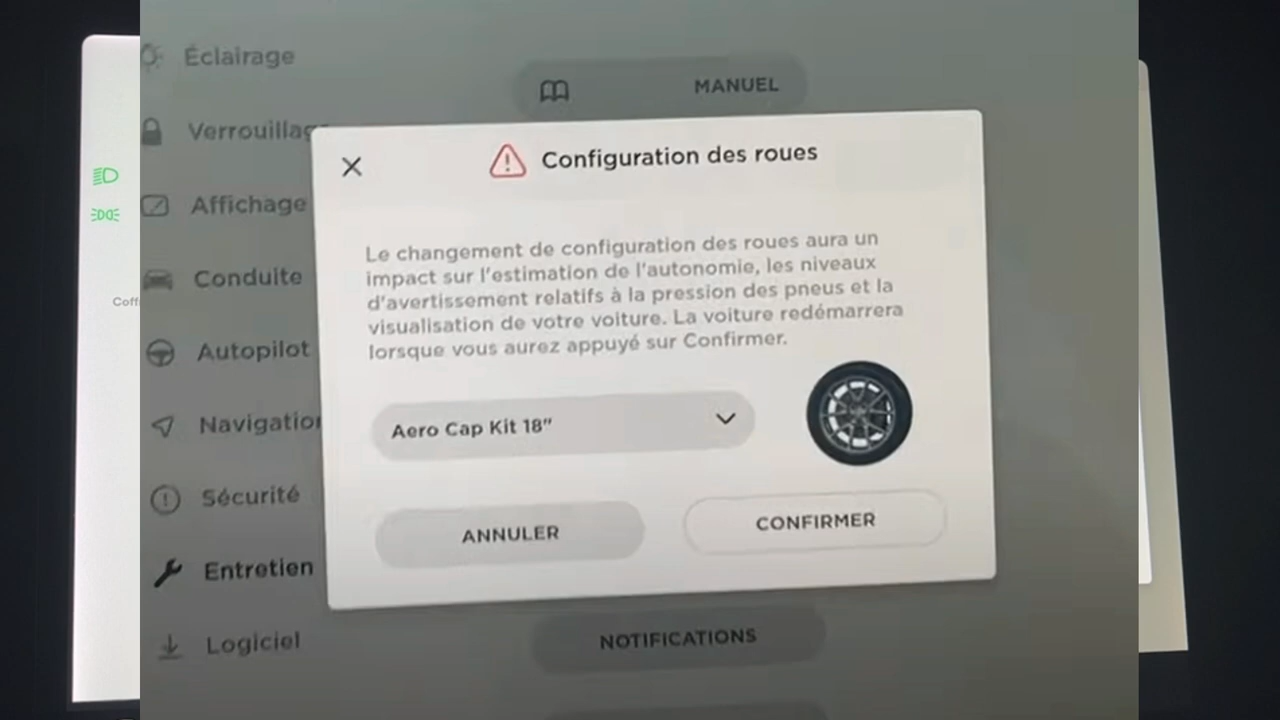 Éclairage
MANUEL
Verrouillag
Affichage
Conduite
Coffi
Autopilot
Navigation
Sécurité
Entretien
Logiciel
Configuration des roues
Le changement de configuration des roues aura un
impact sur l'estimation de l'autonomie, les niveaux
d'avertissement relatifs à la pression des pneus et la
visualisation de votre voiture. La voiture redémarrera
lorsque vous aurez appuyé sur Confirmer.
Aero Cap Kit 18"
ANNULER
CONFIRMER
NOTIFICATIONS